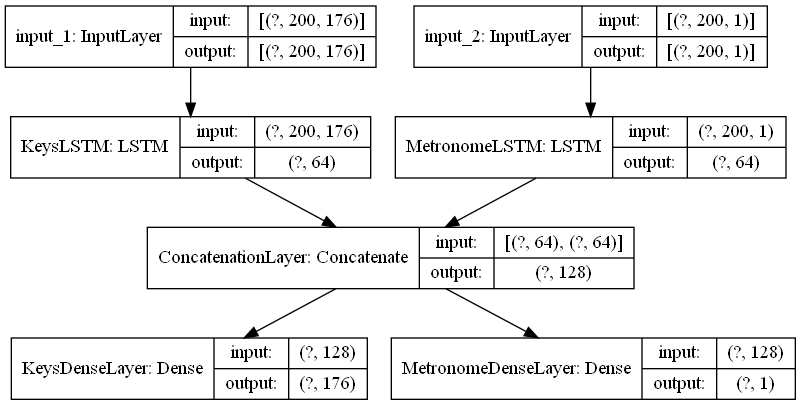 input_1: InputLayer
input: [(?, 200, 176)]
output: [(?, 200, 176)]
input_2: InputLayer
input: [(?, 200, 1)]
output: [(?, 200, 1)]
KeysLSTM: LSTM
input: (?, 200, 176)
output: (?, 64)
MetronomeLSTM: LSTM
input: (?, 200, 1)
output: (?, 64)
ConcatenationLayer: Concatenate
input: [(?, 64), (?, 64)]
output: (?, 128)
KeysDenseLayer: Dense
input: (?, 128)
output: (?, 176)
MetronomeDenseLayer: Dense
input: (?, 128)
output: (?, 1)